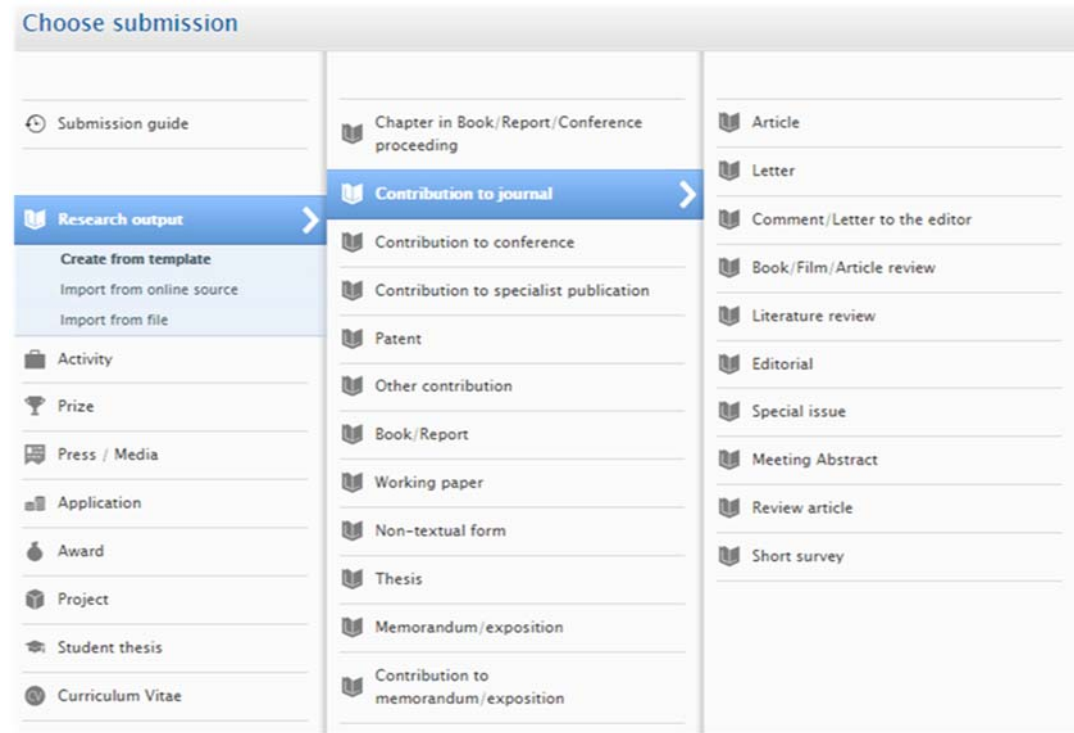 Choose submission
Submission guide
Research output
Create from template
Import from online source
Import from file
Activity
Prize
Press / Media
Application
Award
Project
Student thesis
Curriculum Vitae
Chapter in Book/Report/Conference
proceeding
Contribution to journal
Contribution to conference
Contribution to specialist publication
Patent
Other contribution
Book/Report
Working paper
Non-textual form
Thesis
Memorandum/exposition
Contribution to
memorandum/exposition
Article
Letter
Comment/Letter to the editor
Book/Film/Article review
Literature review
Editorial
Special issue
Meeting Abstract
Review article
Short survey